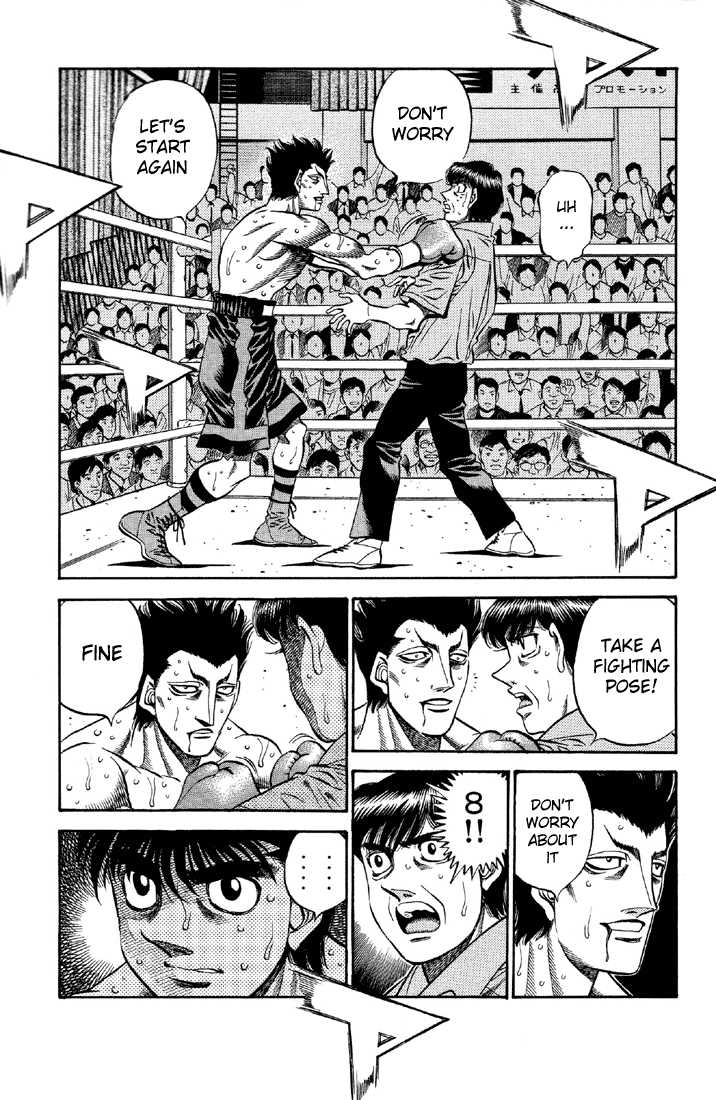 主催
プロモーション
UH
...
DON'T
WORRY
LET'S
START
AGAIN
TAKE A
FIGHTING
POSE!
FINE
DON'T
WORRY
ABOUT
IT
8!!
......